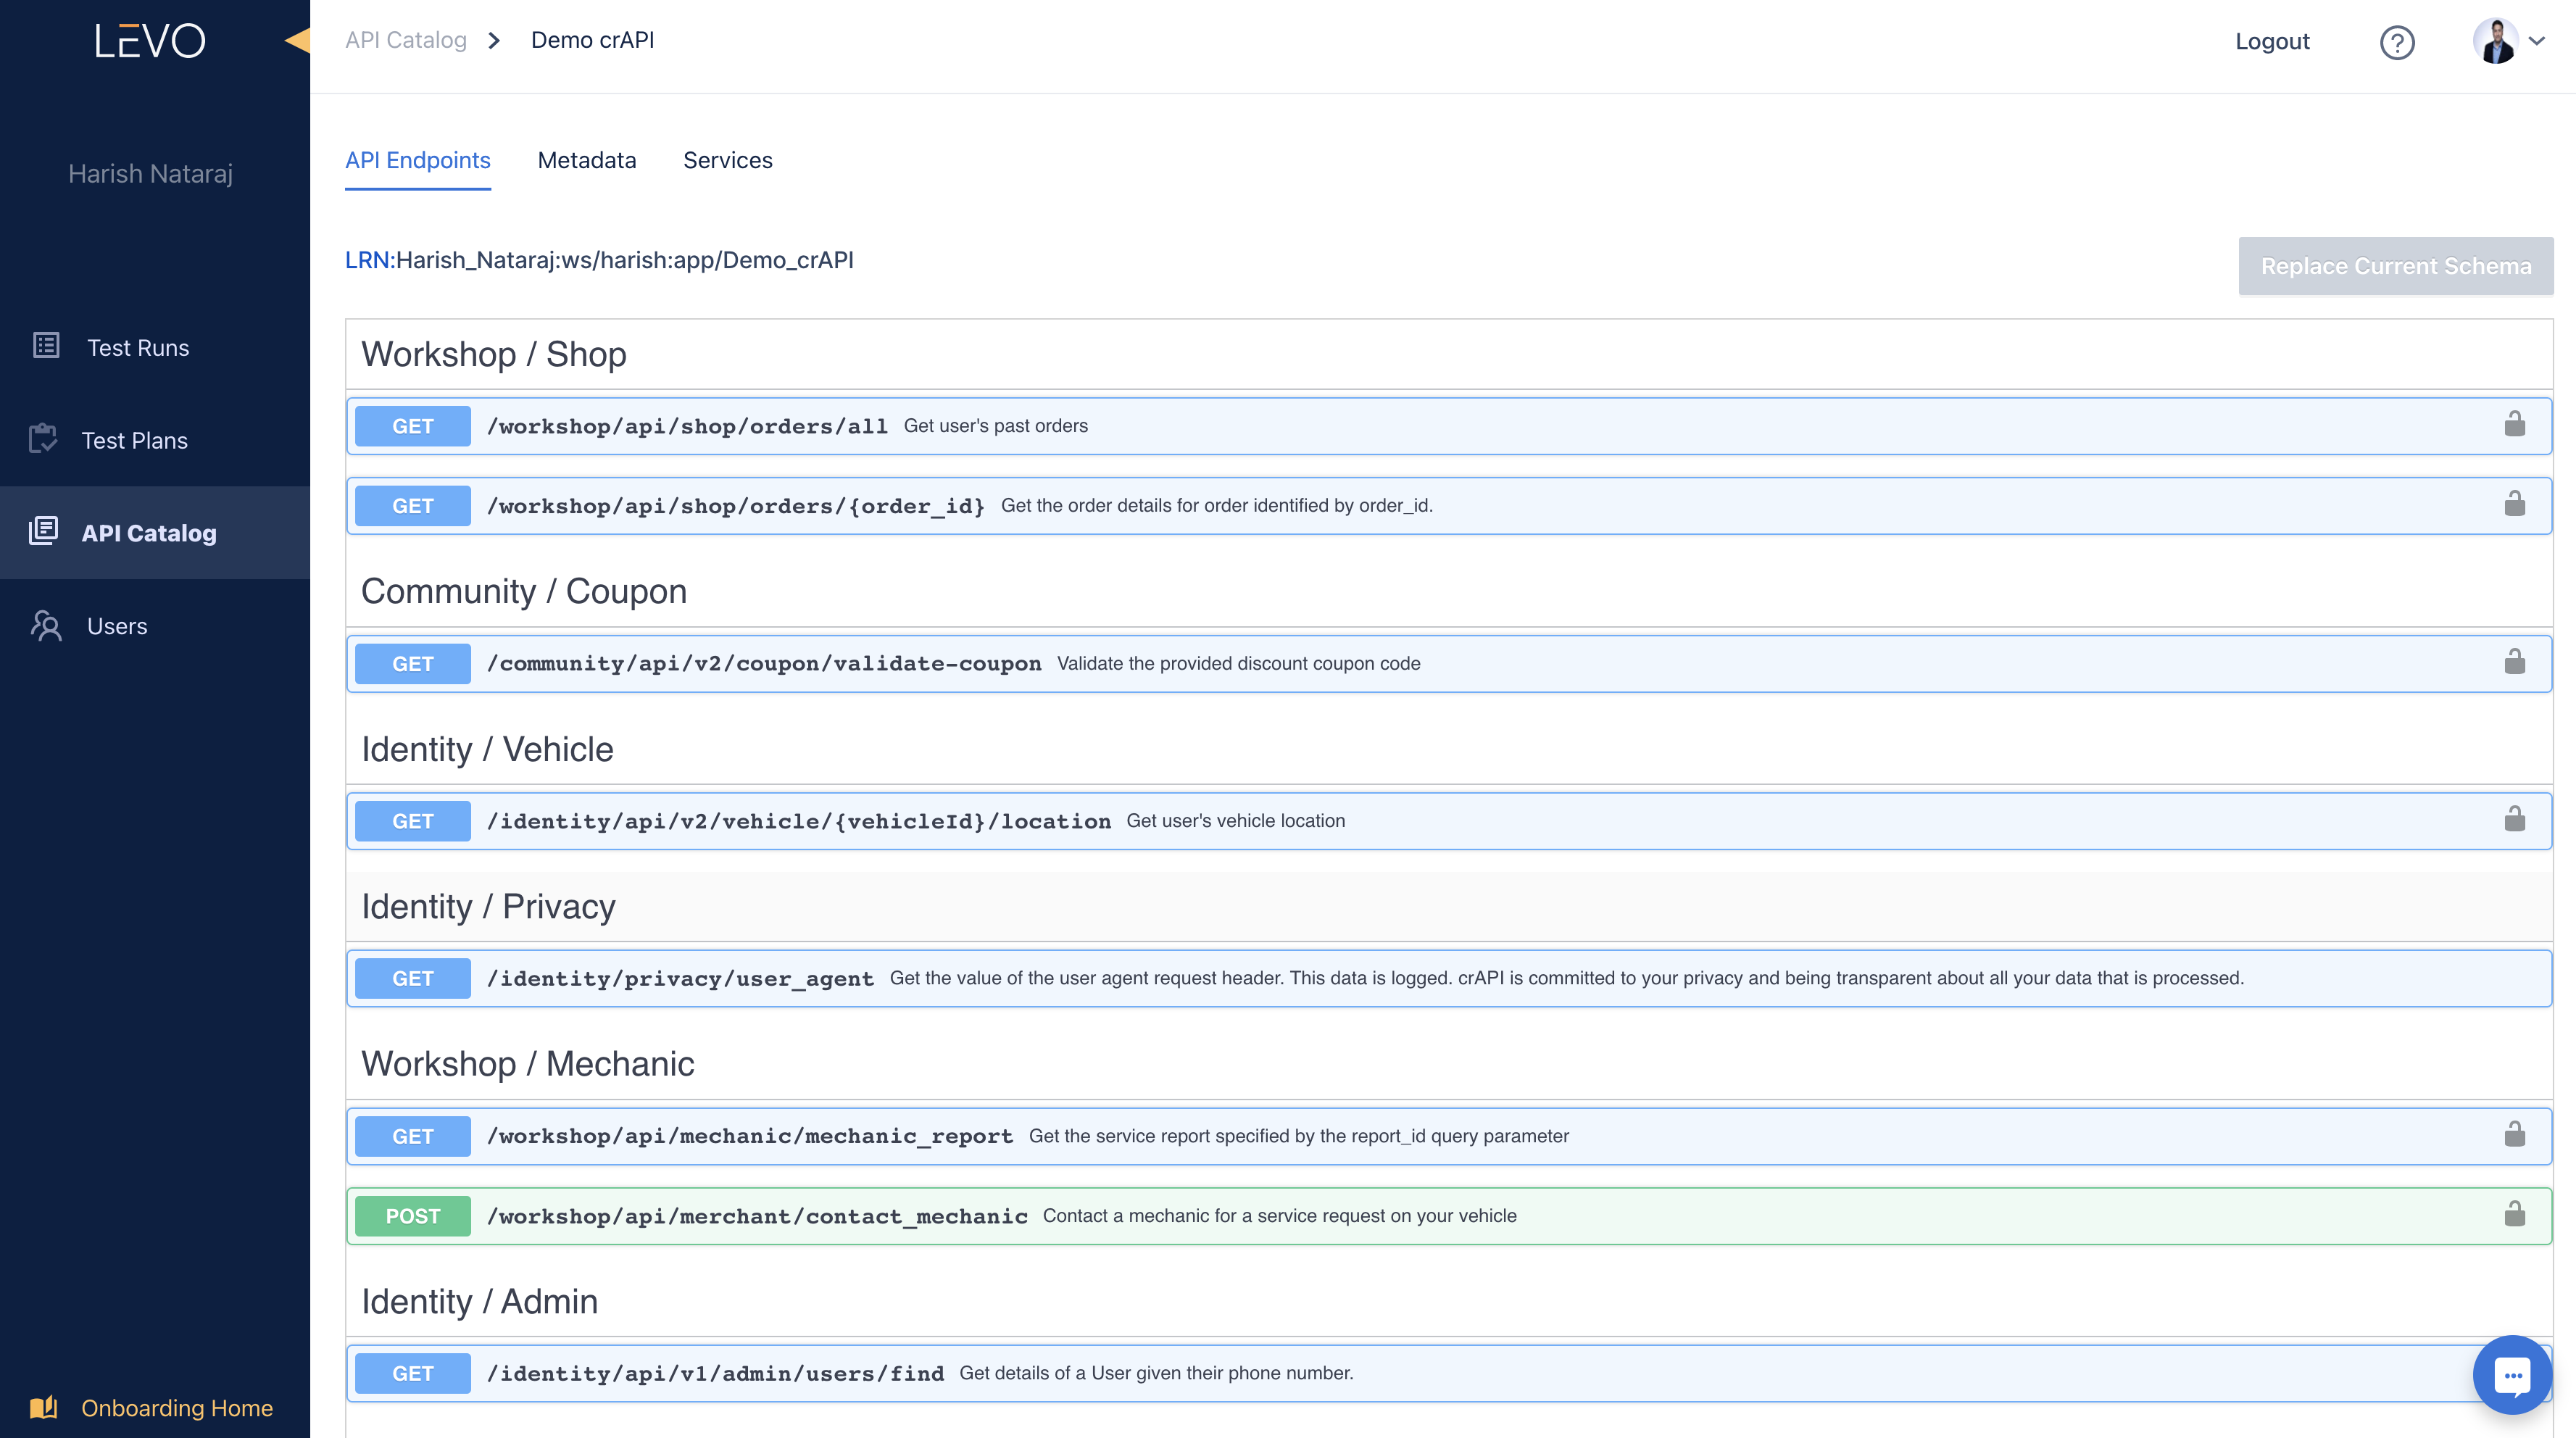 LEVO
API Catalog > Demo crAPI
Logout
Harish Nataraj
Test Runs
Test Plans
API Catalog
Users
Onboarding Home
API Endpoints Metadata Services
LRN:Harish_Nataraj:ws/harish:app/Demo_crAPI
Replace Current Schema
Workshop / Shop
GET /workshop/api/shop/orders/all Get user's past orders
GET /workshop/api/shop/orders/{order_id} Get the order details for order identified by order_id.
Community / Coupon
GET /community/api/v2/coupon/validate-coupon Validate the provided discount coupon code
Identity / Vehicle
GET /identity/api/v2/vehicle/{vehicleId}/location Get user's vehicle location
Identity / Privacy
GET /identity/privacy/user_agent Get the value of the user agent request header. This data is logged. crAPI is committed to your privacy and being transparent about all your data that is processed.
Workshop / Mechanic
GET /workshop/api/mechanic/mechanic_report Get the service report specified by the report_id query parameter
POST /workshop/api/merchant/contact_mechanic Contact a mechanic for a service request on your vehicle
Identity / Admin
GET /identity/api/v1/admin/users/find Get details of a User given their phone number.